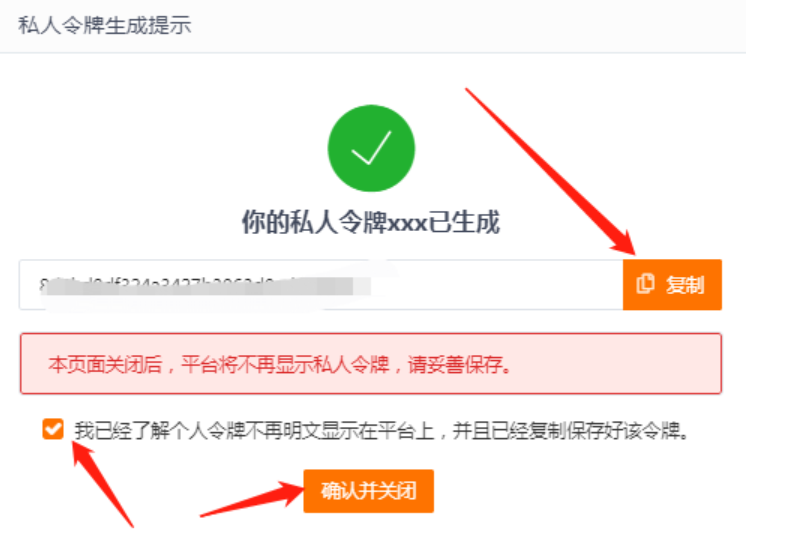 私人令牌生成提示
你的私人令牌xxx已生成
复制
本页面关闭后，平台将不再显示私人令牌，请妥善保存。
我已经了解个人令牌不再明文显示在平台上，并且已经复制保存好该令牌。
确认并关闭